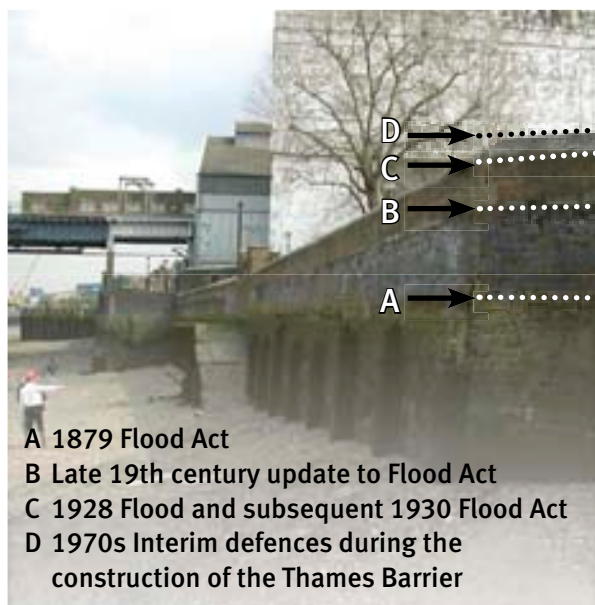 D
C
B
A
A 1879 Flood Act
B Late 19th century update to Flood Act
C 1928 Flood and subsequent 1930 Flood Act
D 1970s Interim defences during the
construction of the Thames Barrier